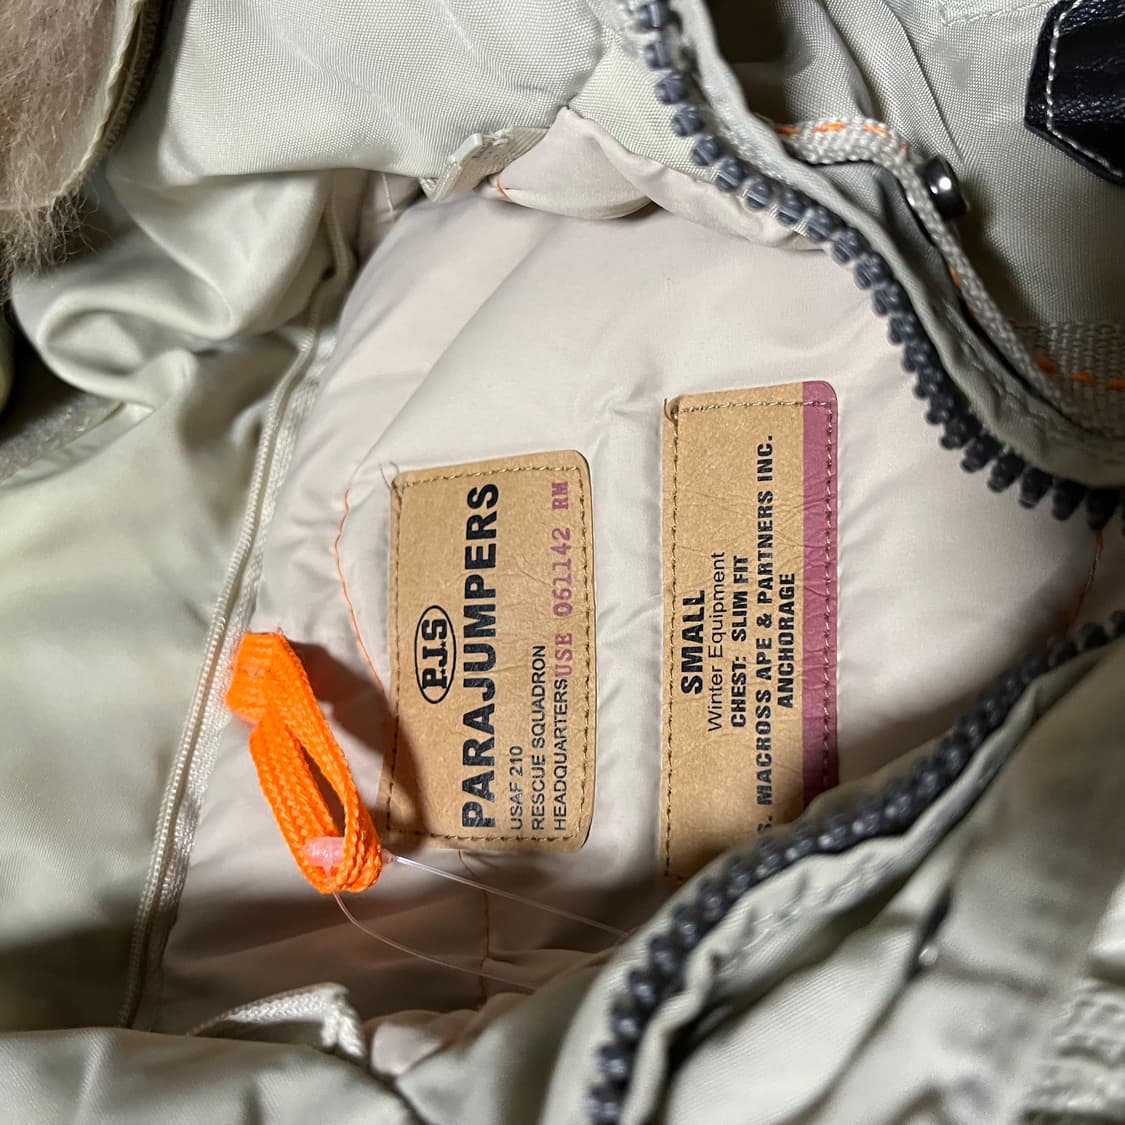 P.J.S
PARAJUMPERS
USAF 210
RESCUE SQUADRON
HEADQUARTERS
USE 061142 RM
SMALL
Winter Equipment
CHEST: SLIM FIT
S. MACROSS APE & PARTNERS INC.
ANCHORAGE